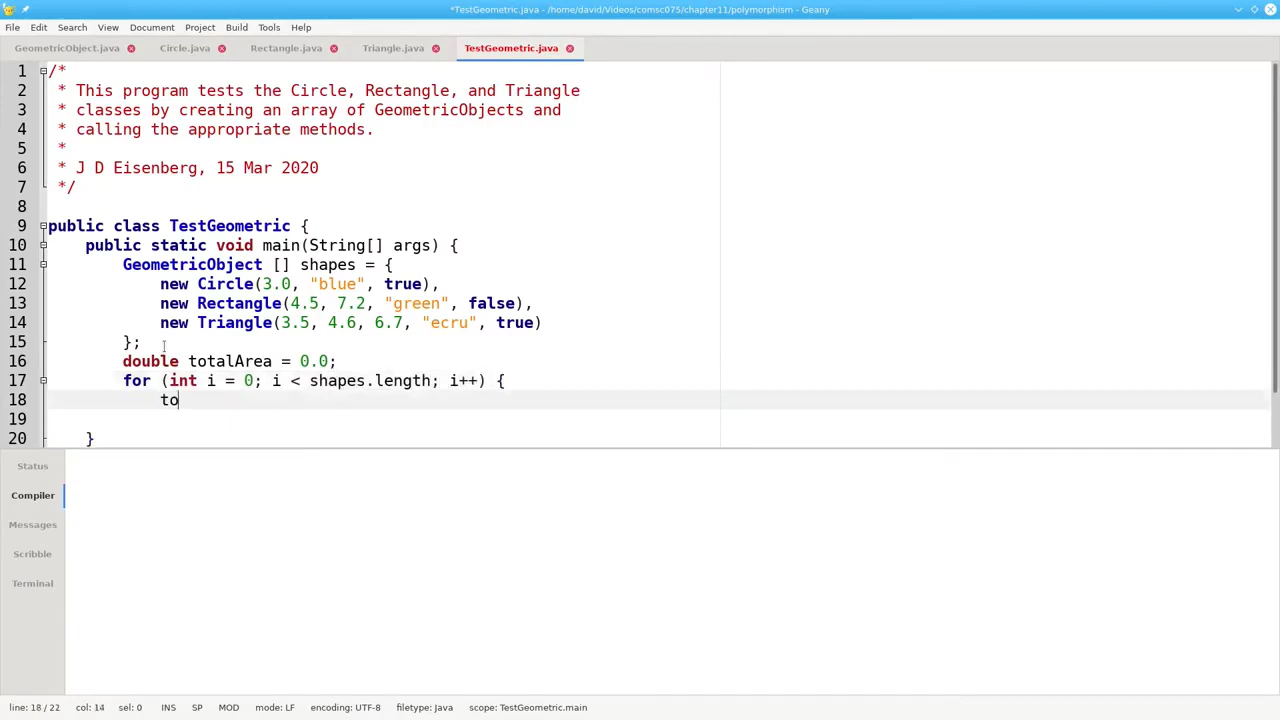 *TestGeometric.java - /home/david/Videos/comsc075/chapter11/polymorphism - Geany
File Edit Search View Document Project Build Tools Help
GeometricObject.java Circle.java Rectangle.java Triangle.java TestGeometric.java
1 /*
2  * This program tests the Circle, Rectangle, and Triangle
3  * classes by creating an array of GeometricObjects and
4  * calling the appropriate methods.
5  *
6  * J D Eisenberg, 15 Mar 2020
7  */
8
9 public class TestGeometric {
10     public static void main(String[] args) {
11         GeometricObject [] shapes = {
12             new Circle(3.0, "blue", true),
13             new Rectangle(4.5, 7.2, "green", false),
14             new Triangle(3.5, 4.6, 6.7, "ecru", true)
15         };
16         double totalArea = 0.0;
17         for (int i = 0; i < shapes.length; i++) {
18             to
19
20     }
Status
Compiler
Messages
Scribble
Terminal
line: 18 / 22 col: 14 sel: 0 INS SP MOD mode: LF encoding: UTF-8 filetype: Java scope: TestGeometric.main